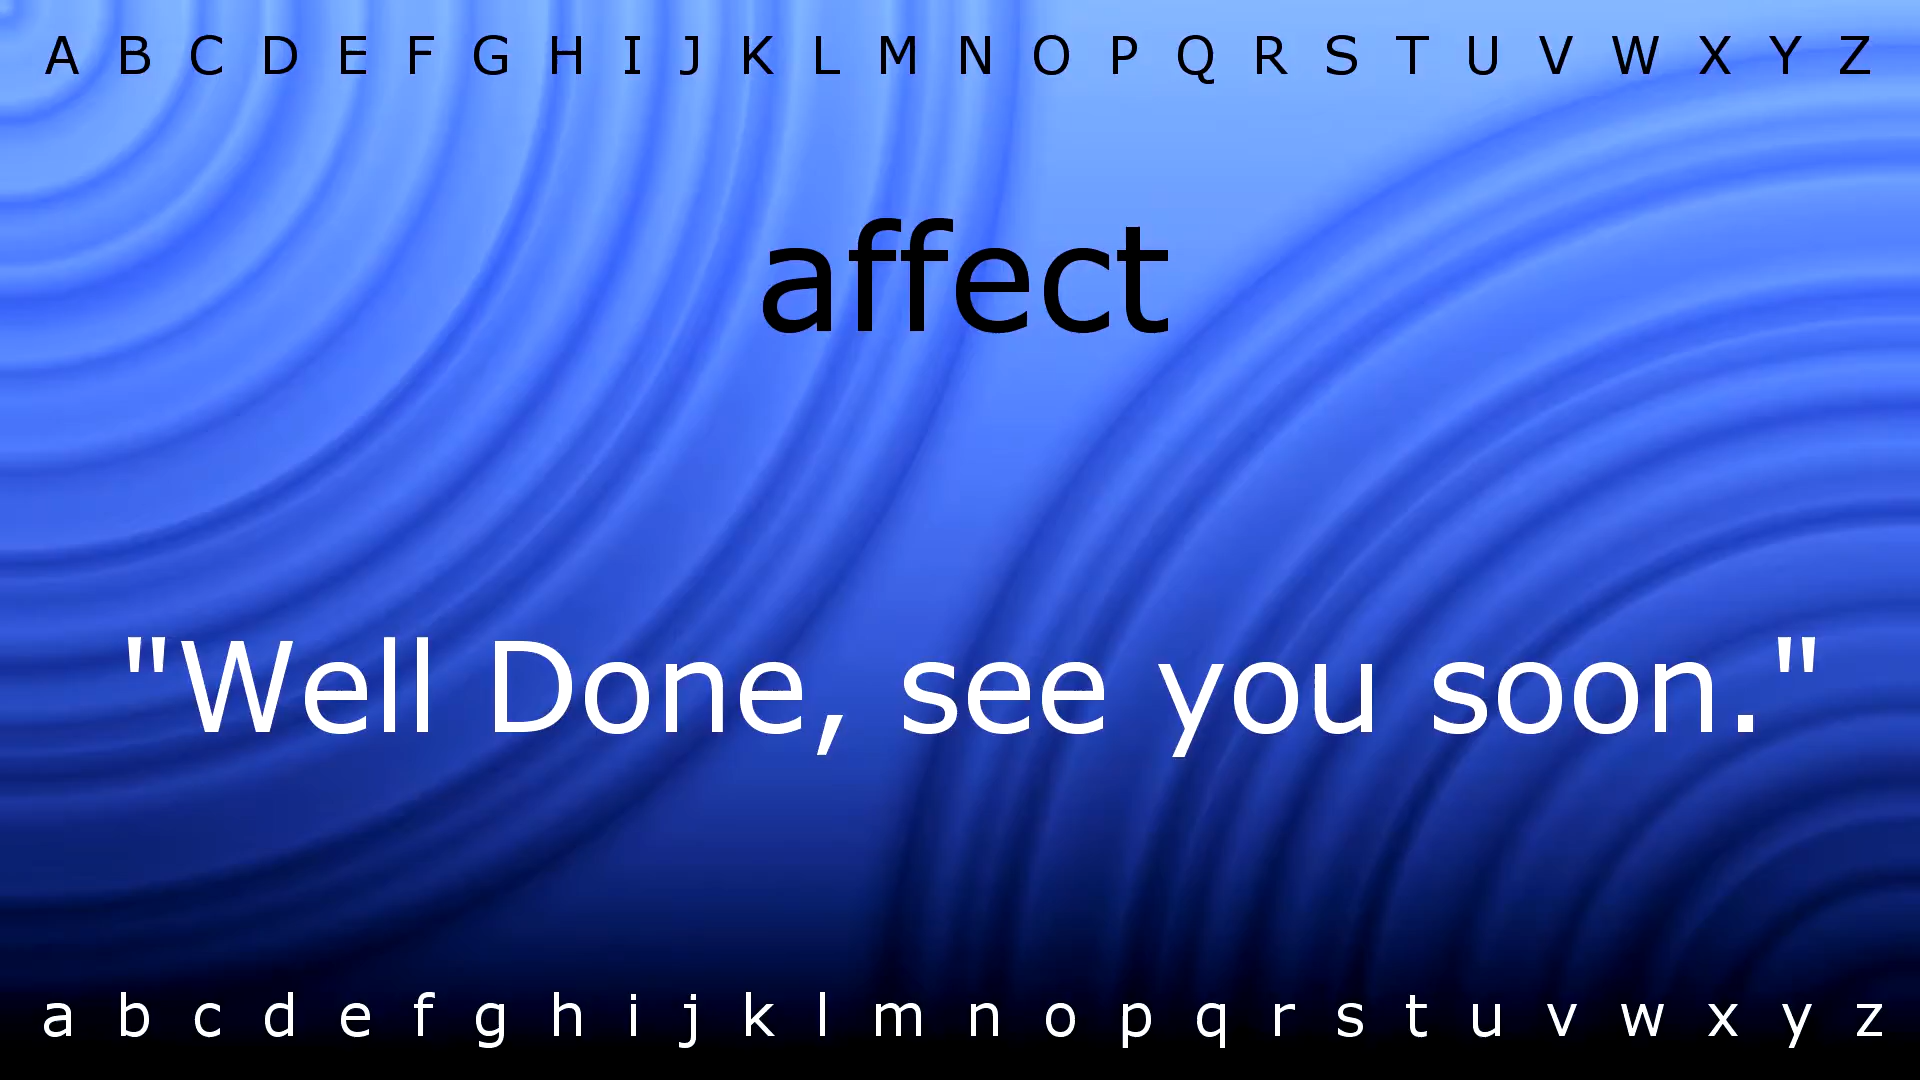 A B C D E F G H I J K L M N O P Q R S T U V W X Y Z
affect
"Well Done, see you soon."
a b c d e f g h i j k l m n o p q r s t u v w x y z